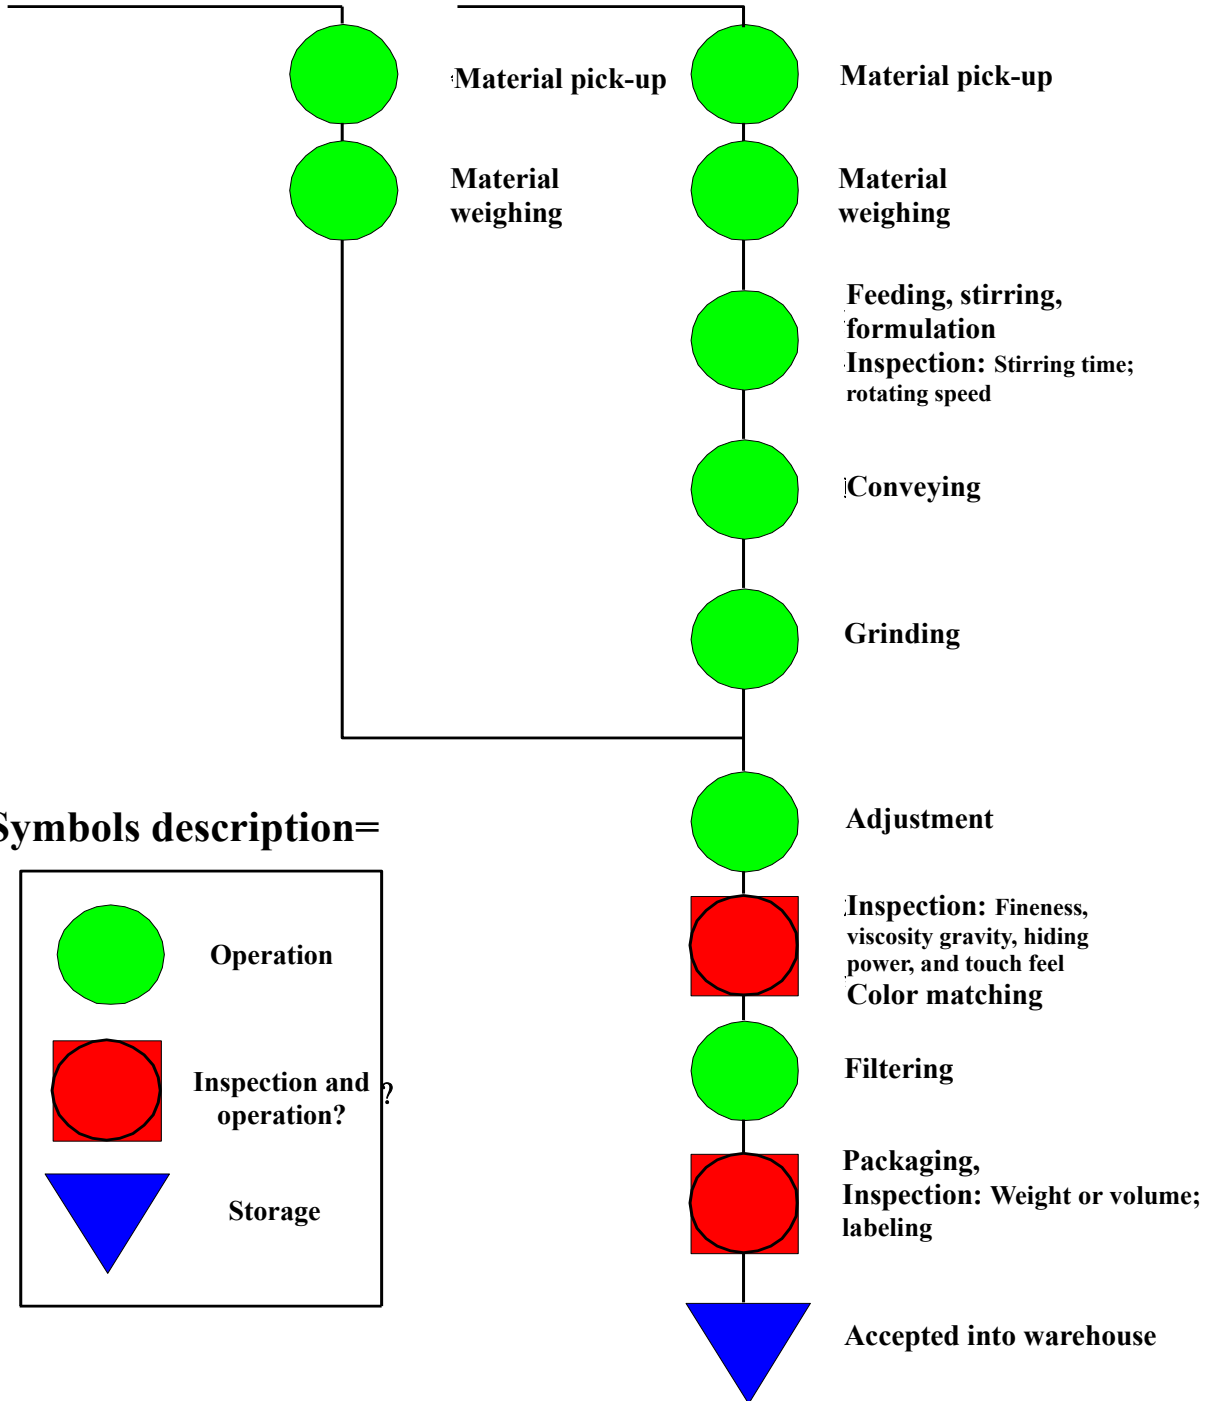 Material pick-up
Material pick-up
Material
weighing
Material
weighing
Feeding, stirring,
formulation
Inspection: Stirring time;
rotating speed
Conveying
Grinding
Adjustment
Inspection: Fineness,
viscosity gravity, hiding
power, and touch feel
Color matching
Filtering
Packaging,
Inspection: Weight or volume;
labeling
Accepted into warehouse
Symbols description=
Operation
Inspection and
operation?
?
Storage